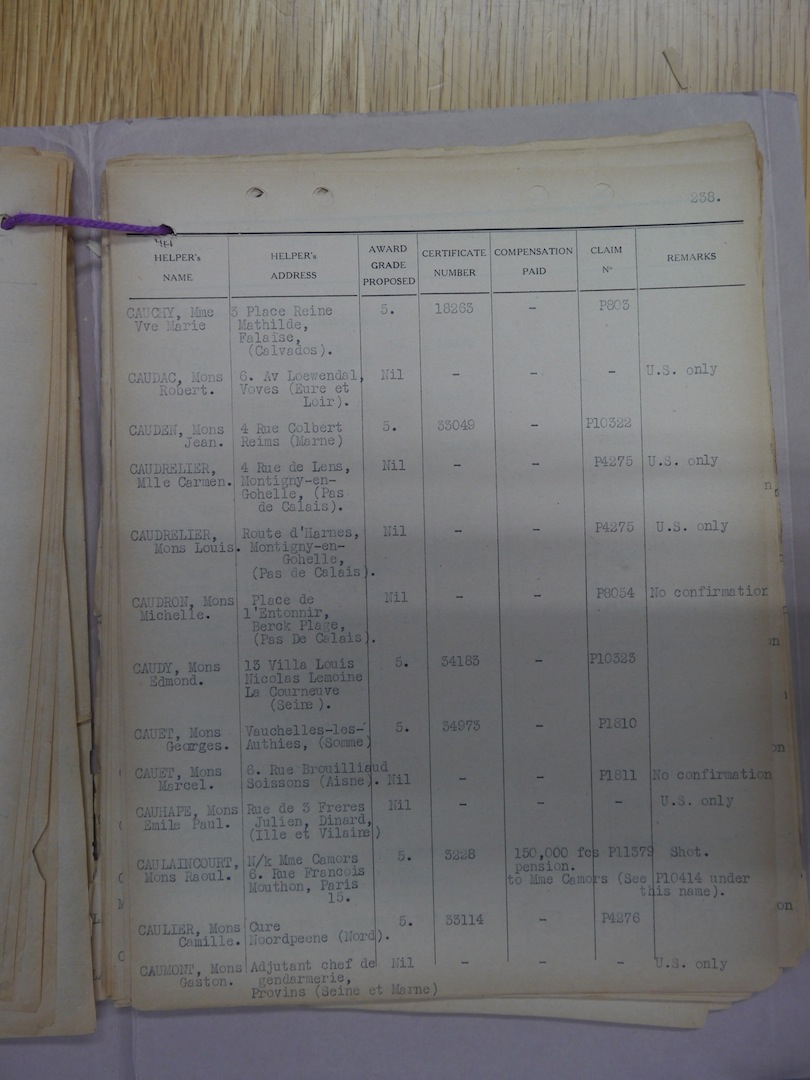 238.
HELPER's NAME | HELPER's ADDRESS | AWARD GRADE PROPOSED | CERTIFICATE NUMBER | COMPENSATION PAID | CLAIM N° | REMARKS
CAUCHY, Mme 3 Place Reine 5. 18263 - P803
Vve Marie Mathilde,
Falaise,
(Calvados).
CAUDAC, Mons 6. Av Loewendal, Nil - - - U.S. only
Robert. Voves (Eure et
Loir).
CAUDEN, Mons 4 Rue Colbert 5. 33049 - P10322
Jean. Reims (Marne)
CAUDRELIER, 4 Rue de Lens, Nil - - P4275 U.S. only
Mlle Carmen. Montigny-en-
Gohelle, (Pas
de Calais).
CAUDRELIER, Route d'Harnes, Nil - - P4275 U.S. only
Mons Louis. Montigny-en-
Gohelle,
(Pas de Calais).
CAUDRON, Mons Place de Nil - - P8054 No confirmation
Michelle. l'Entonnir,
Berck Plage,
(Pas De Calais).
CAUDY, Mons 13 Villa Louis 5. 34183 - P10323
Edmond. Nicolas Lemoine
La Courneuve
(Seine).
CAUET, Mons Vauchelles-les- 5. 34973 - P1810
Georges. Authies, (Somme)
CAUET, Mons 6. Rue Brouilliaud
Marcel. Soissons (Aisne). Nil - - P1811 No confirmation
CAUHAPE, Mons Rue de 3 Freres Nil - - - U.S. only
Emile Paul. Julien, Dinard,
(Ille et Vilaine)
CAULAINCOURT, N/k Mme Camors 5. 3228 150,000 fcs P11379 Shot.
Mons Raoul. 6. Rue Francois pension.
Mouthon, Paris to Mme Camors (See P10414 under
15. this name).
CAULIER, Mons Cure 5. 33114 - P4276
Camille. Noordpeene (Nord).
CAUMONT, Mons Adjutant chef de Nil - - - U.S. only
Gaston. gendarmerie,
Provins (Seine et Marne)